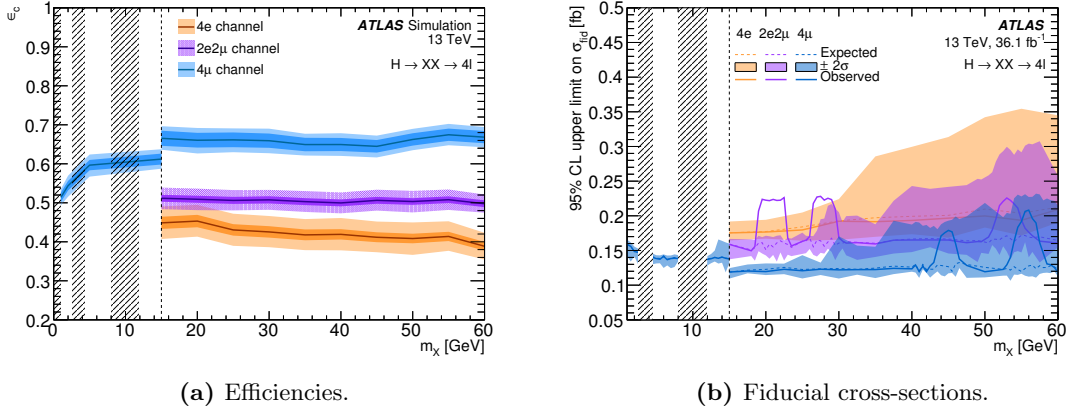 ε_c
1
0.9
0.8
0.7
0.6
0.5
0.4
0.3
0.2
4e channel
2e2μ channel
4μ channel
ATLAS Simulation
13 TeV
H → XX → 4l
0 10 20 30 40 50 60
m_X [GeV]
(a) Efficiencies.
95% CL upper limit on σ_fid [fb]
0.5
0.45
0.4
0.35
0.3
0.25
0.2
0.15
0.1
0.05
4e 2e2μ 4μ
Expected
± 2σ
Observed
ATLAS
13 TeV, 36.1 fb⁻¹
H → XX → 4l
10 20 30 40 50 60
m_X [GeV]
(b) Fiducial cross-sections.